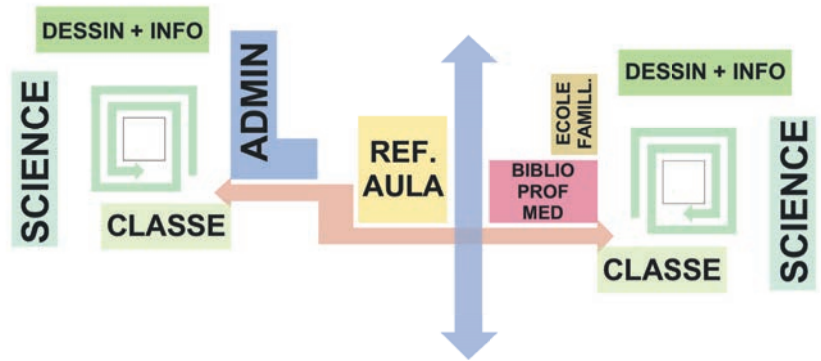 DESSIN + INFO
SCIENCE
CLASSE
ADMIN
REF.
AULA
ECOLE
FAMILL.
BIBLIO
PROF
MED
DESSIN + INFO
CLASSE
SCIENCE